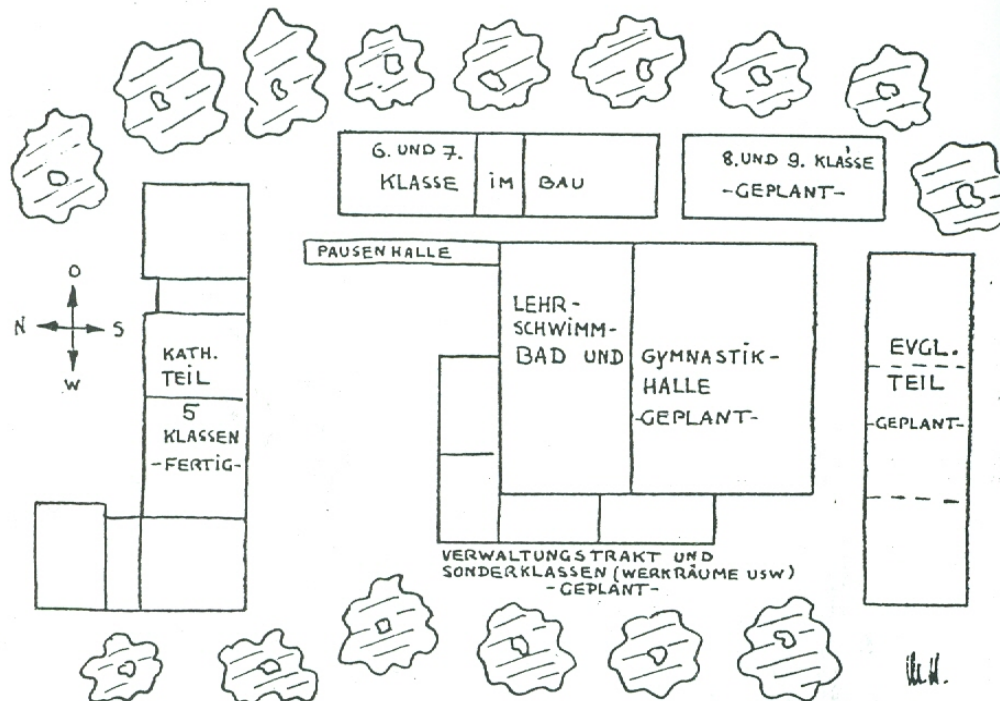 6. UND 7.
KLASSE IM BAU
8. UND 9. KLASSE
-GEPLANT-
PAUSENHALLE
O
N S
W
LEHR-
SCHWIMM-
BAD UND
GYMNASTIK-
HALLE
-GEPLANT-
KATH.
TEIL
5
KLASSEN
-FERTIG-
EVGL.
TEIL
-GEPLANT-
VERWALTUNGSTRAKT UND
SONDERKLASSEN (WERKRÄUME USW)
-GEPLANT-